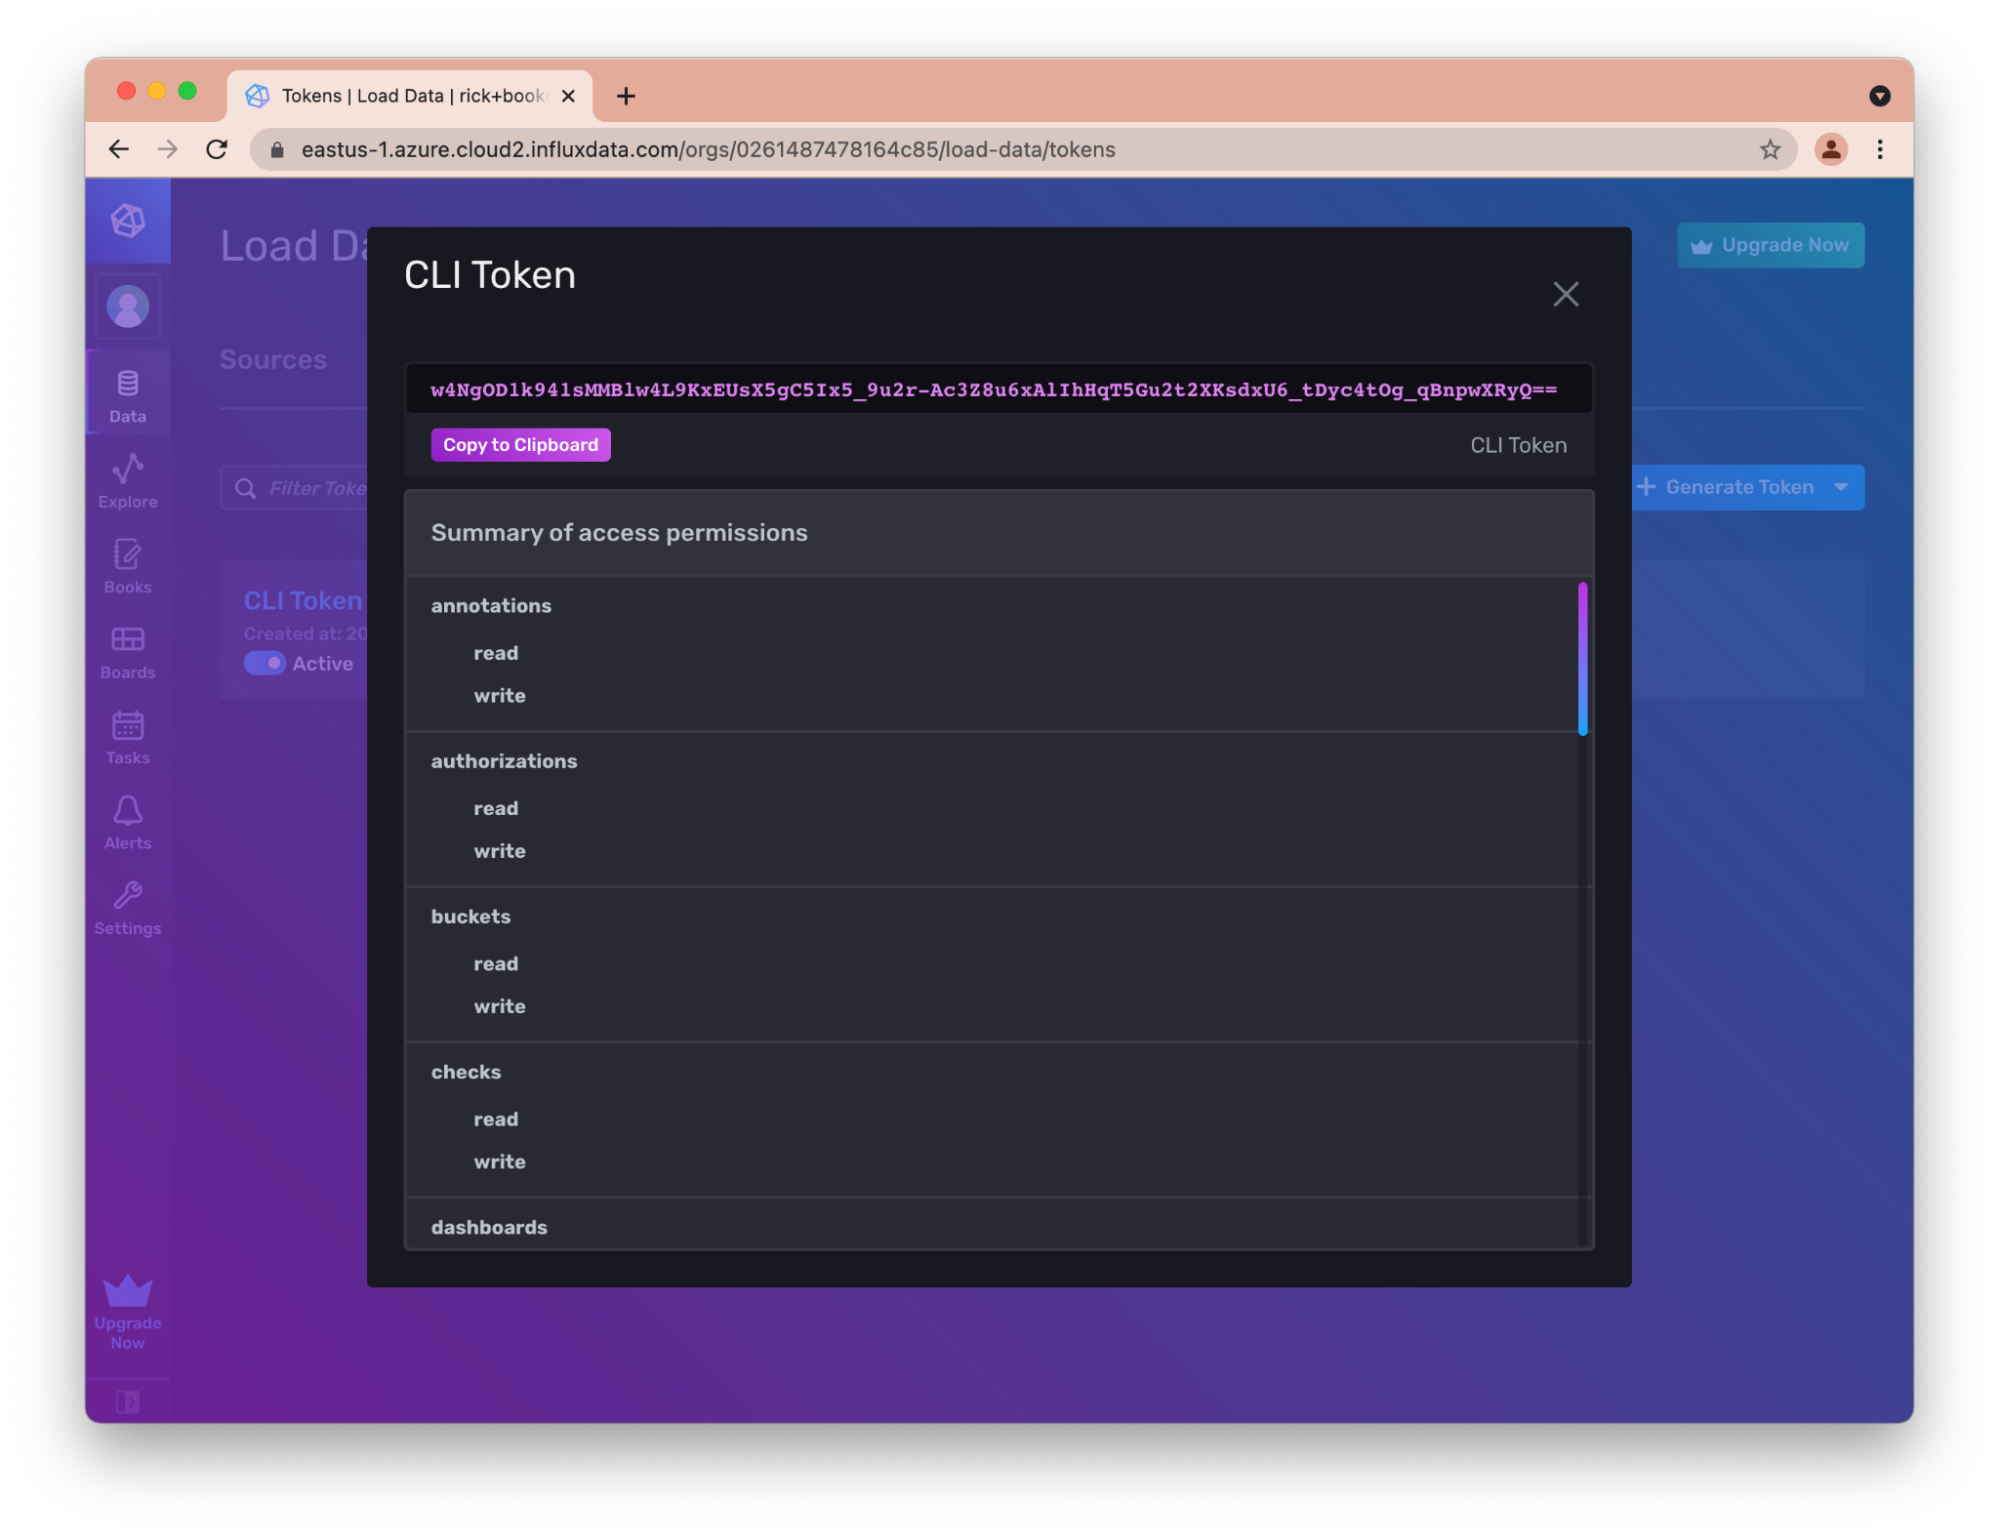 Tokens | Load Data | rick+book
eastus-1.azure.cloud2.influxdata.com/orgs/0261487478164c85/load-data/tokens
Load Da
Upgrade Now
CLI Token
w4NgOD1k941sMMBlw4L9KxEUsX5gC5Ix5_9u2r-Ac3Z8u6xAlIhHqT5Gu2t2XKsdxU6_tDyc4tOg_qBnpwXRyQ==
Copy to Clipboard
CLI Token
Sources
Filter Toke
Generate Token
CLI Token
Created at: 20
Active
Summary of access permissions
annotations
read
write
authorizations
read
write
buckets
read
write
checks
read
write
dashboards
Data
Explore
Books
Boards
Tasks
Alerts
Settings
Upgrade
Now